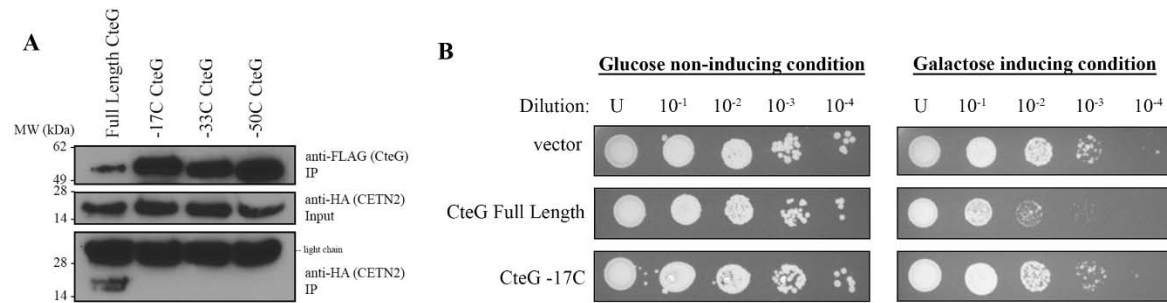 A
Full Length CteG
-17C CteG
-33C CteG
-50C CteG
MW (kDa)
62
49
anti-FLAG (CteG)
IP
28
14
anti-HA (CETN2)
Input
light chain
28
14
anti-HA (CETN2)
IP
B
Glucose non-inducing condition
Galactose inducing condition
Dilution: U 10⁻¹ 10⁻² 10⁻³ 10⁻⁴ U 10⁻¹ 10⁻² 10⁻³ 10⁻⁴
vector
CteG Full Length
CteG -17C